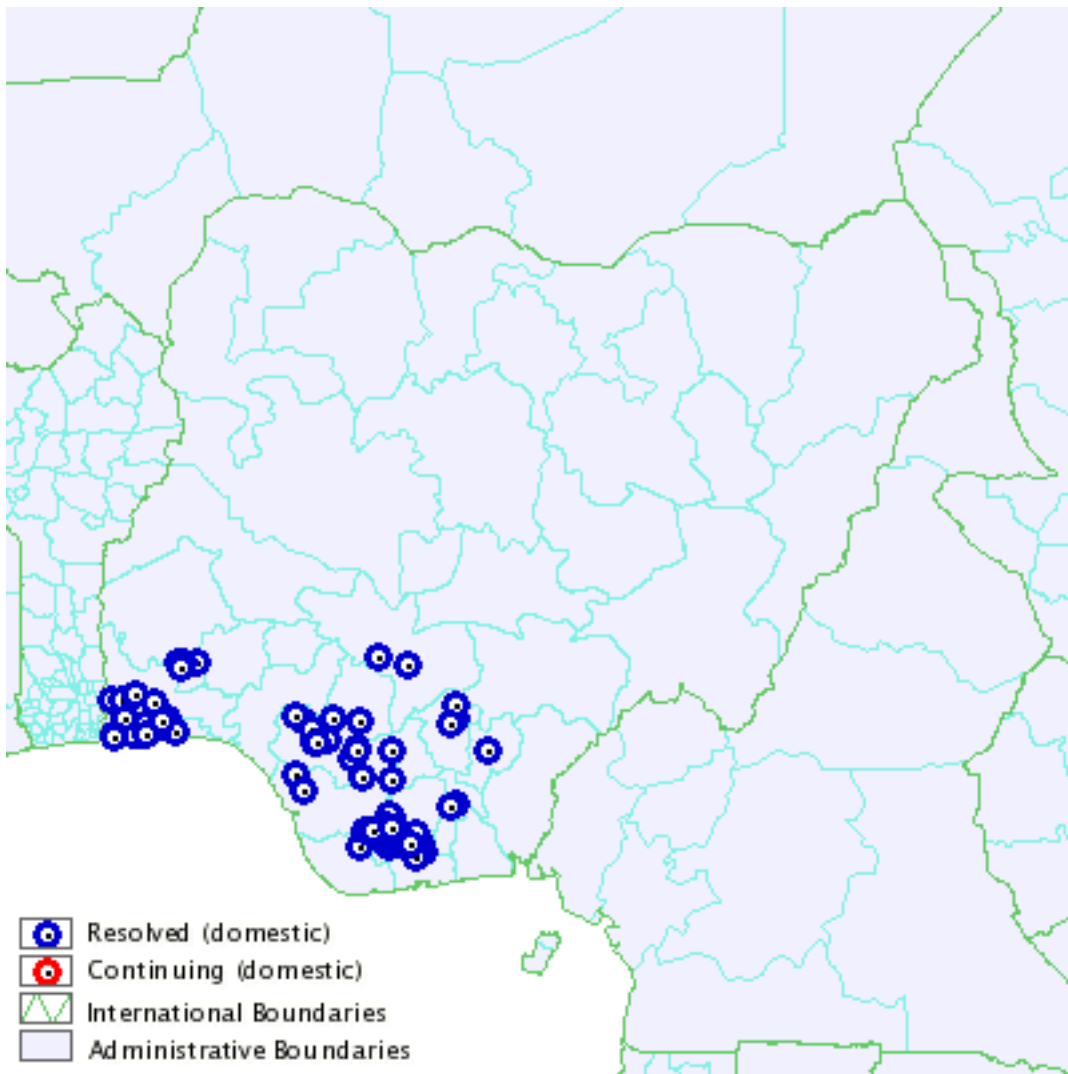 Resolved (domestic)
Continuing (domestic)
International Boundaries
Administrative Boundaries